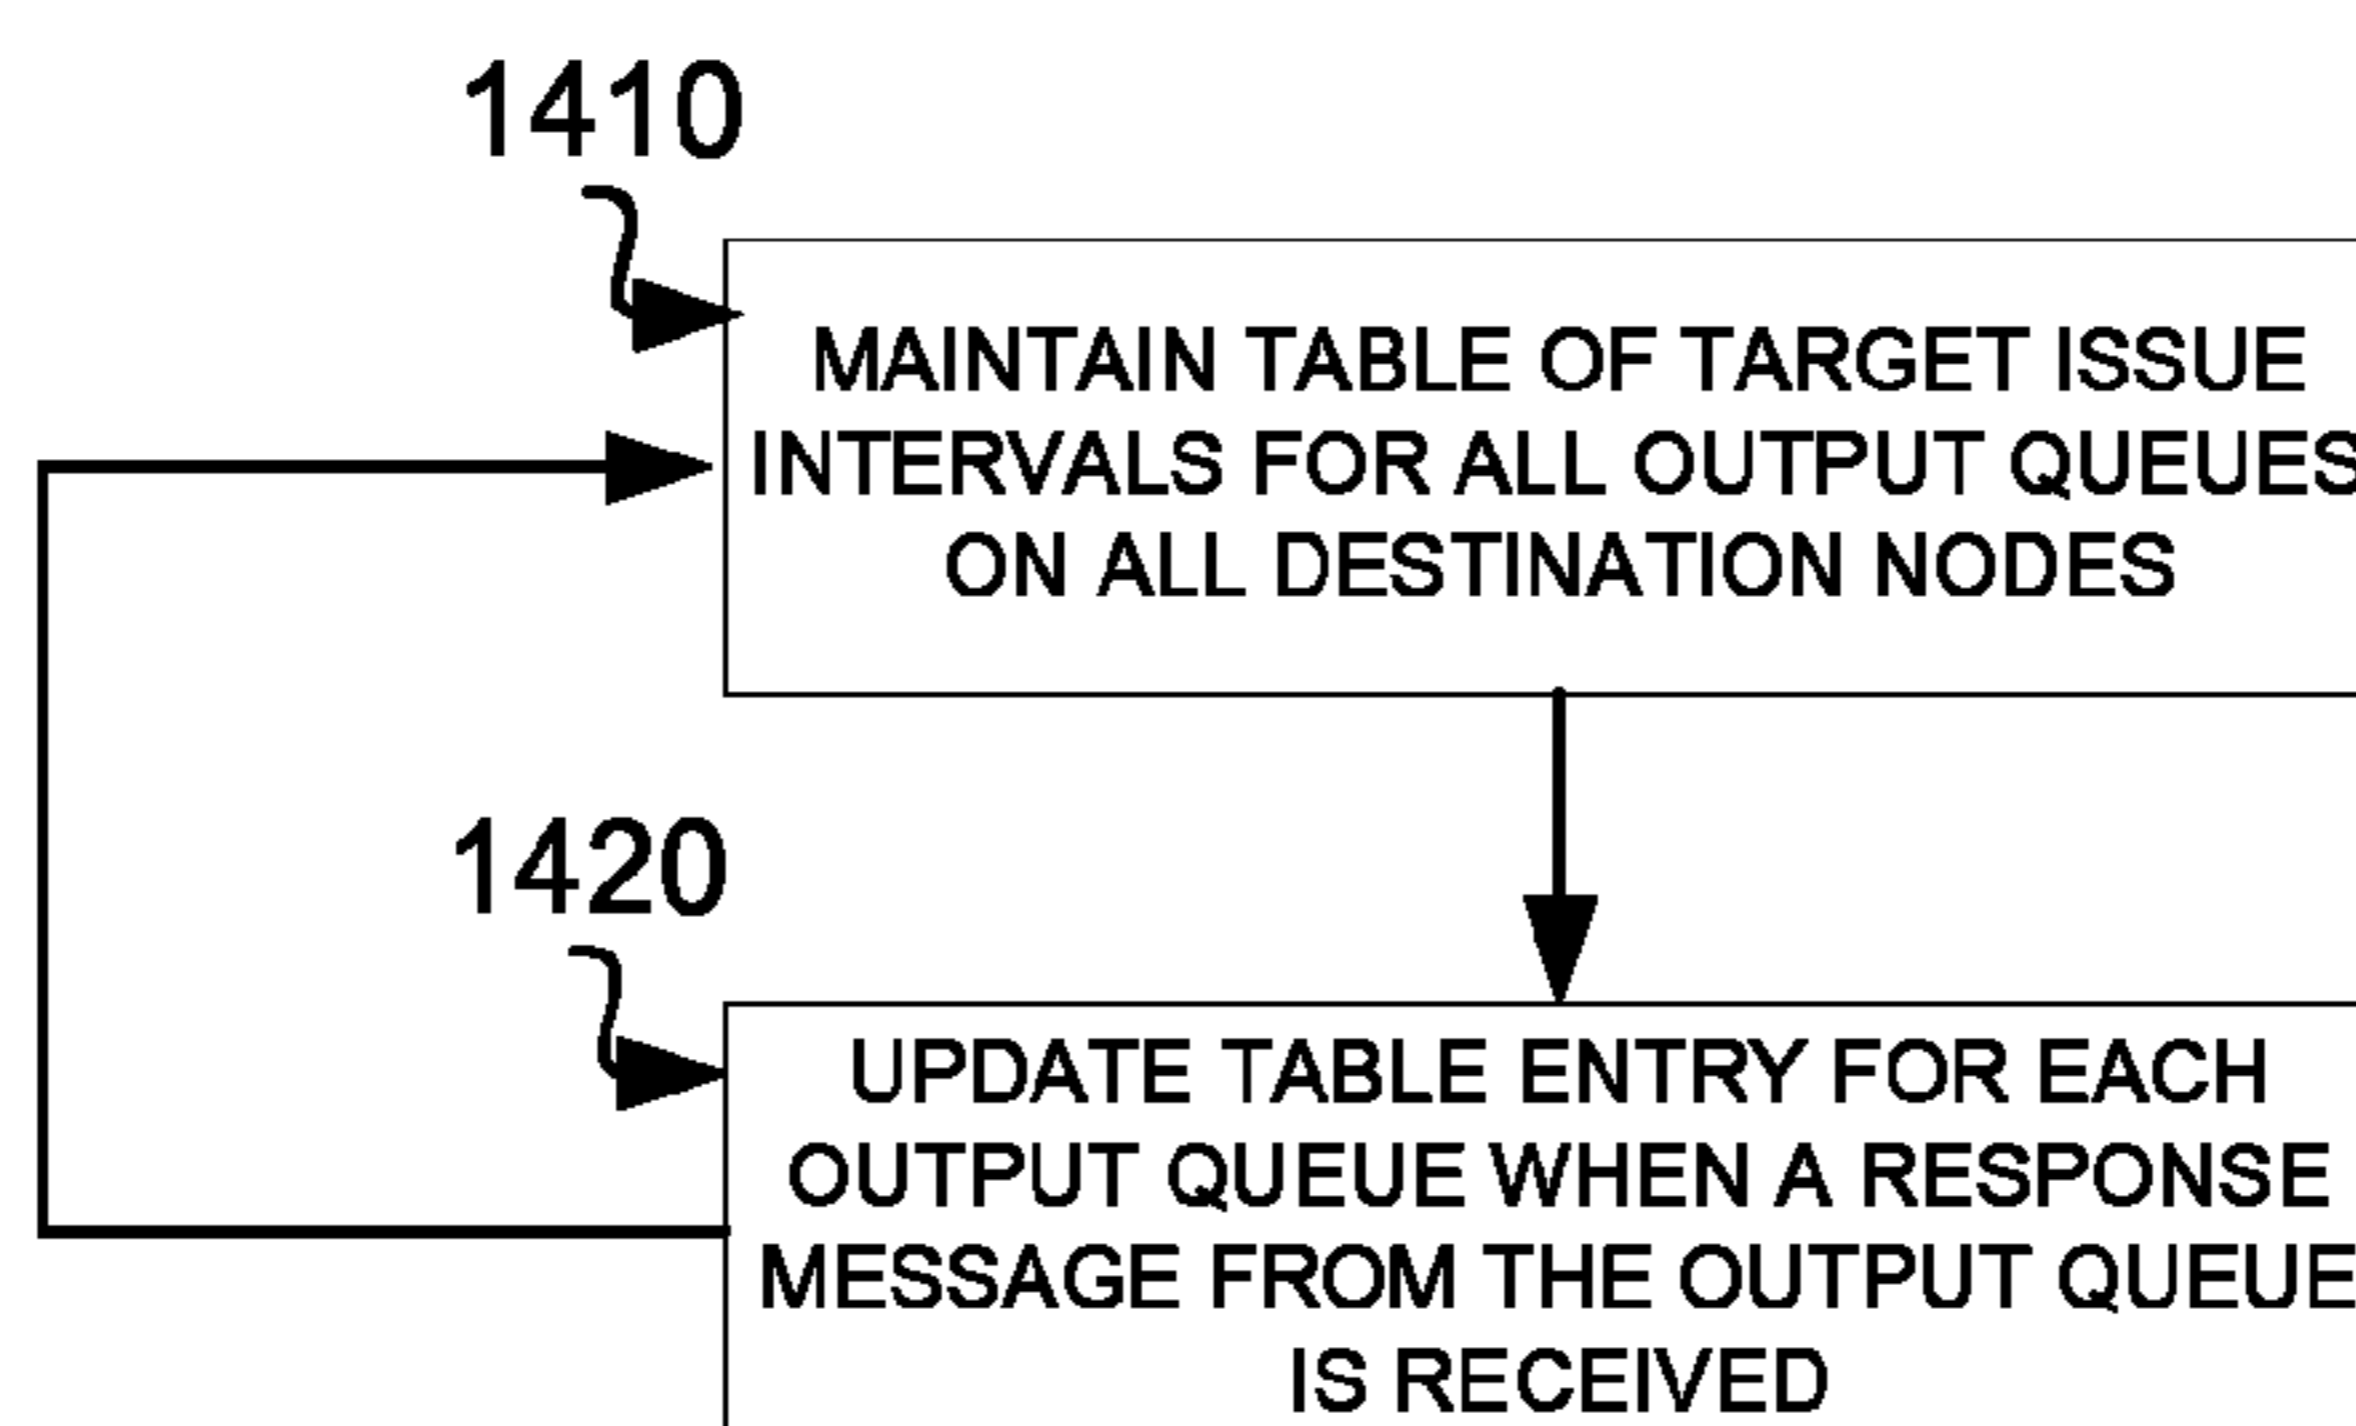 1410
MAINTAIN TABLE OF TARGET ISSUE
INTERVALS FOR ALL OUTPUT QUEUES
ON ALL DESTINATION NODES
1420
UPDATE TABLE ENTRY FOR EACH
OUTPUT QUEUE WHEN A RESPONSE
MESSAGE FROM THE OUTPUT QUEUE
IS RECEIVED